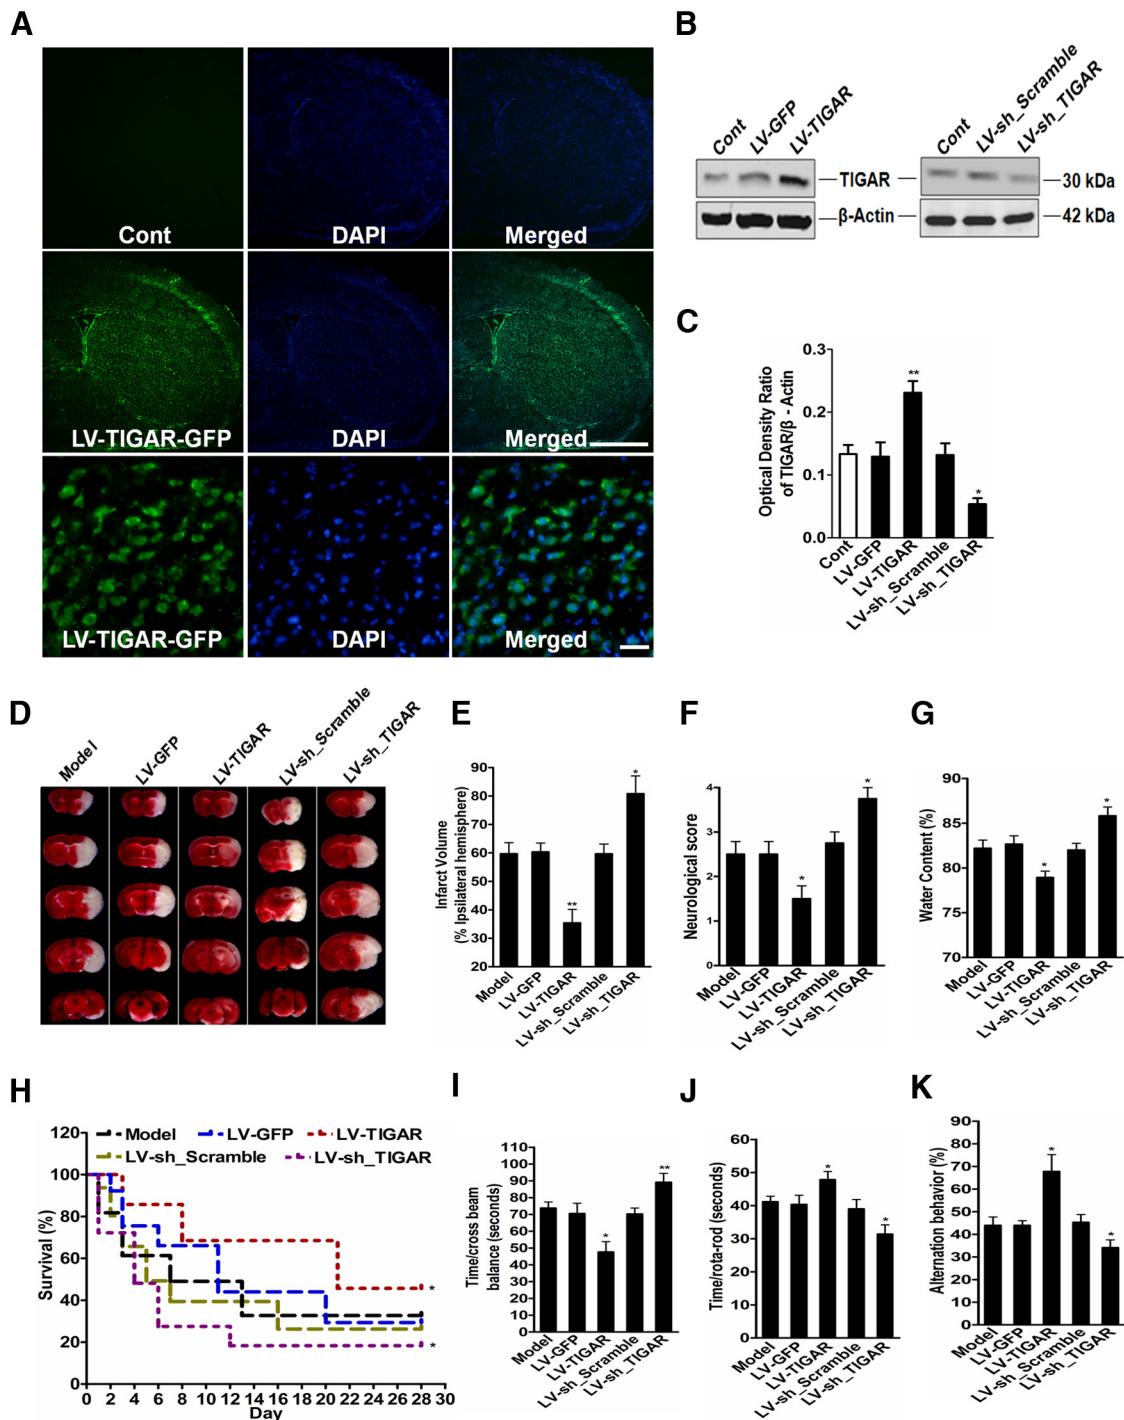 A
Cont
DAPI
Merged
LV-TIGAR-GFP
DAPI
Merged
LV-TIGAR-GFP
DAPI
Merged
B
Cont
LV-GFP
LV-TIGAR
Cont
LV-sh_Scramble
LV-sh_TIGAR
TIGAR
30 kDa
β-Actin
42 kDa
C
Optical Density Ratio
of TIGAR/β - Actin
0.3
0.2
0.1
0.0
**
*
Cont
LV-GFP
LV-TIGAR
LV-sh_Scramble
LV-sh_TIGAR
D
Model
LV-GFP
LV-TIGAR
LV-sh_Scramble
LV-sh_TIGAR
E
Infarct Volume
(% Ipsilateral hemisphere)
90
80
70
60
50
40
30
20
**
*
Model
LV-GFP
LV-TIGAR
LV-sh_Scramble
LV-sh_TIGAR
F
Neurological score
4
3
2
1
0
*
*
Model
LV-GFP
LV-TIGAR
LV-sh_Scramble
LV-sh_TIGAR
G
Water Content (%)
90
85
80
75
70
*
*
Model
LV-GFP
LV-TIGAR
LV-sh_Scramble
LV-sh_TIGAR
H
Model
LV-GFP
LV-TIGAR
LV-sh_Scramble
LV-sh_TIGAR
Survival (%)
120
100
80
60
40
20
0
*
*
0 2 4 6 8 10 12 14 16 18 20 22 24 26 28 30
Day
I
Time/cross beam
balance (seconds)
110
100
90
80
70
60
50
40
30
20
10
0
*
**
Model
LV-GFP
LV-TIGAR
LV-sh_Scramble
LV-sh_TIGAR
J
Time/rota-rod (seconds)
60
50
40
30
20
10
0
*
*
Model
LV-GFP
LV-TIGAR
LV-sh_Scramble
LV-sh_TIGAR
K
Alternation behavior (%)
90
80
70
60
50
40
30
20
10
0
*
*
Model
LV-GFP
LV-TIGAR
LV-sh_Scramble
LV-sh_TIGAR